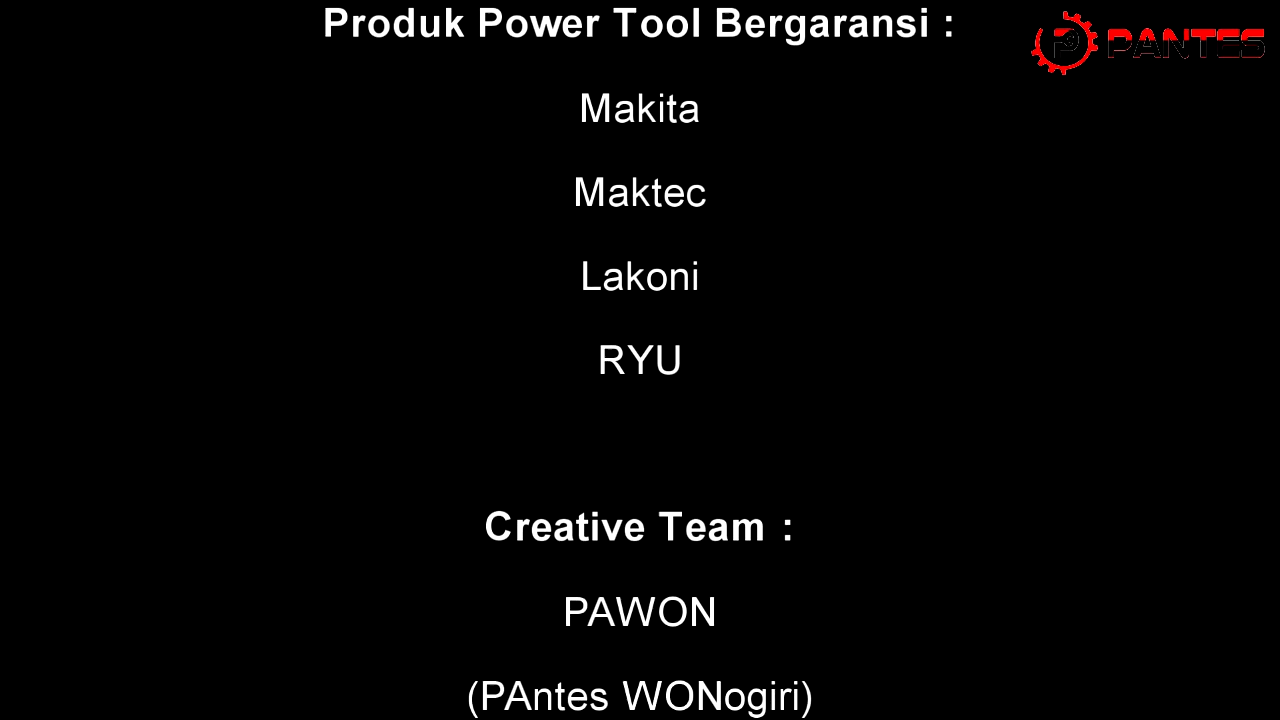 Produk Power Tool Bergaransi :
PANTES
Makita
Maktec
Lakoni
RYU
Creative Team :
PAWON
(PAntes WONogiri)